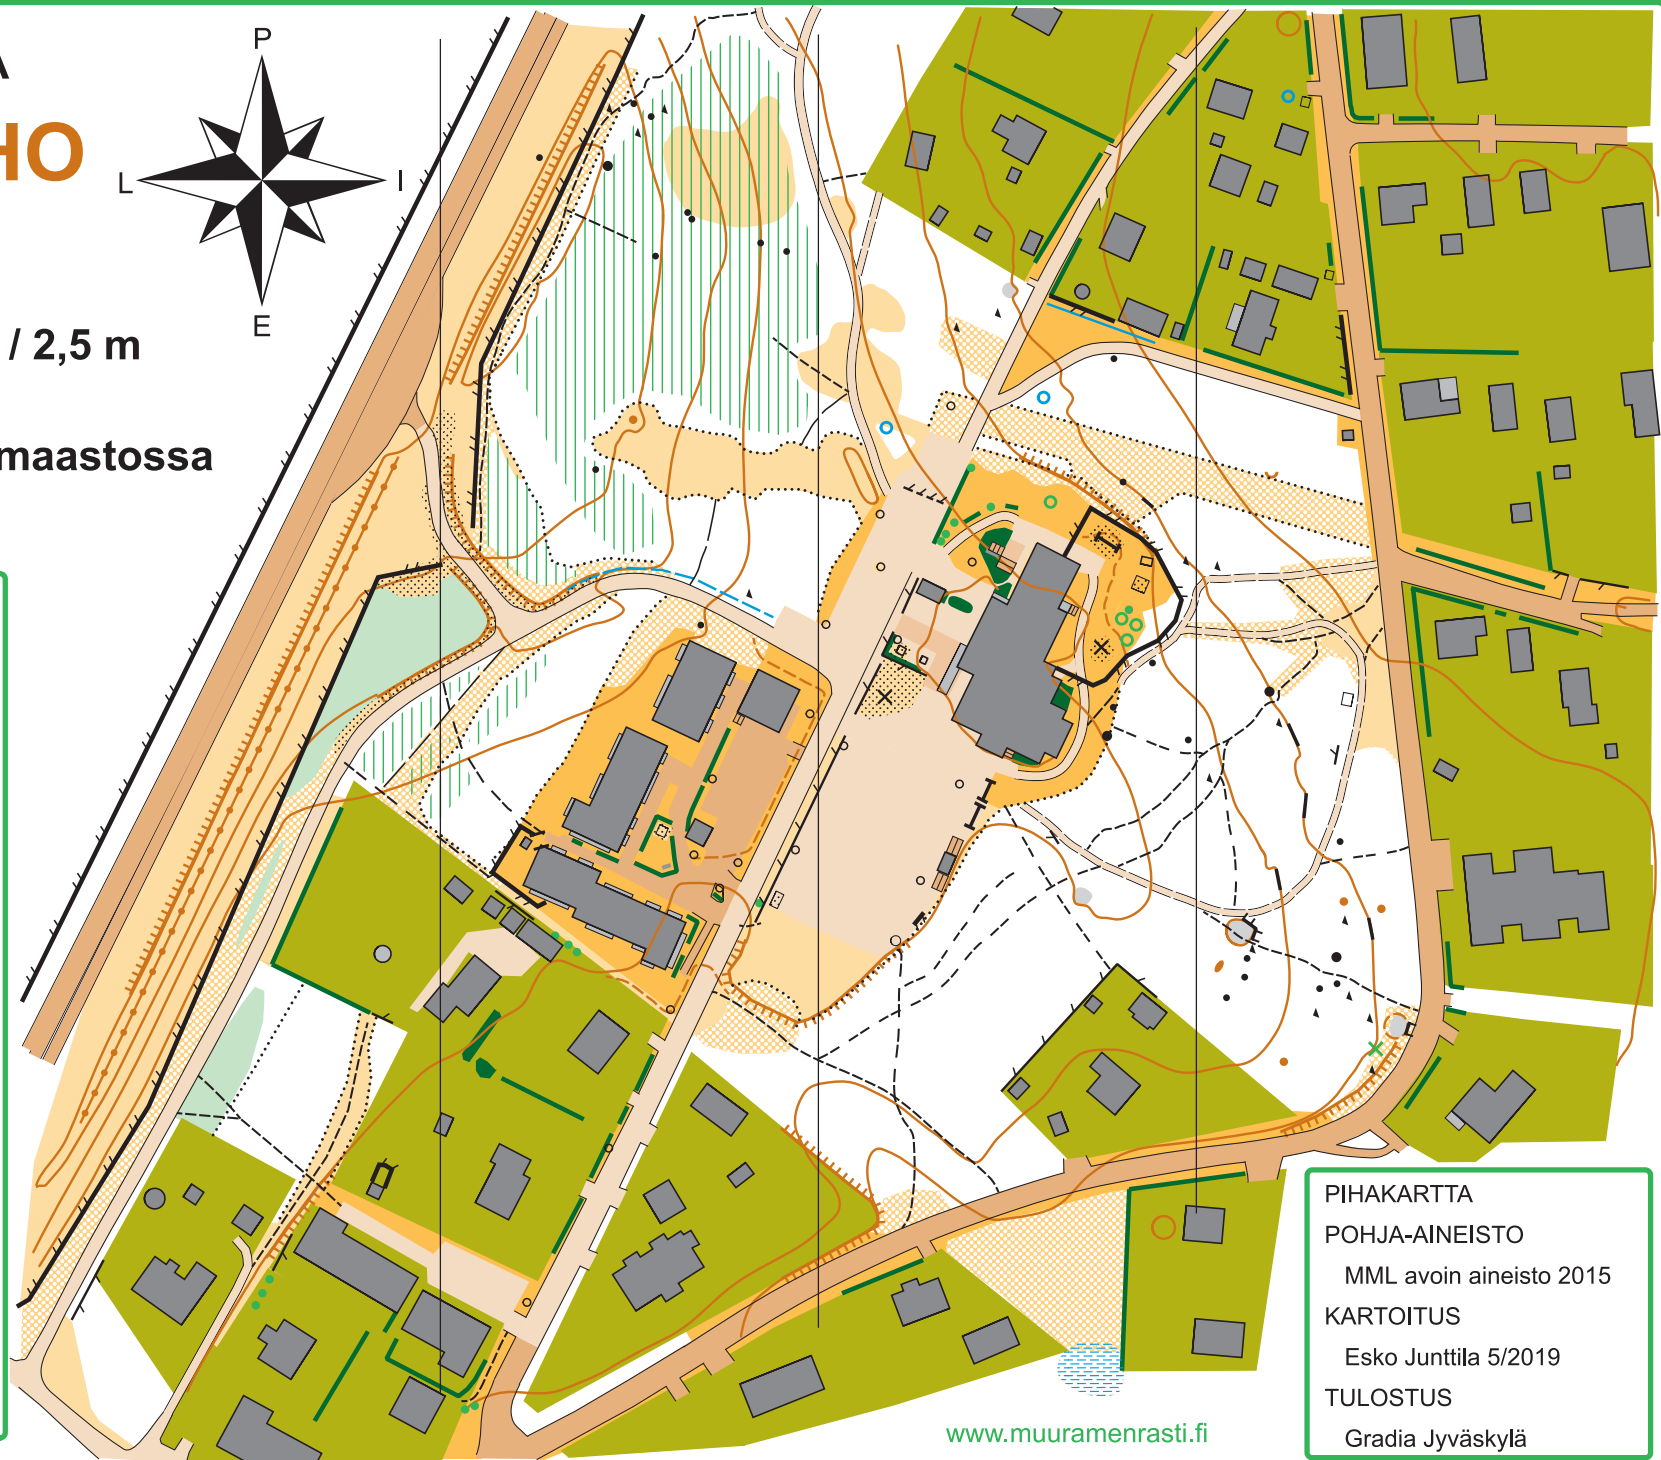 A
HO
P
L
I
E
/ 2,5 m
maastossa
PIHAKARTTA
POHJA-AINEISTO
MML avoin aineisto 2015
KARTOITUS
Esko Junttila 5/2019
TULOSTUS
Gradia Jyväskylä
www.muuramenrasti.fi